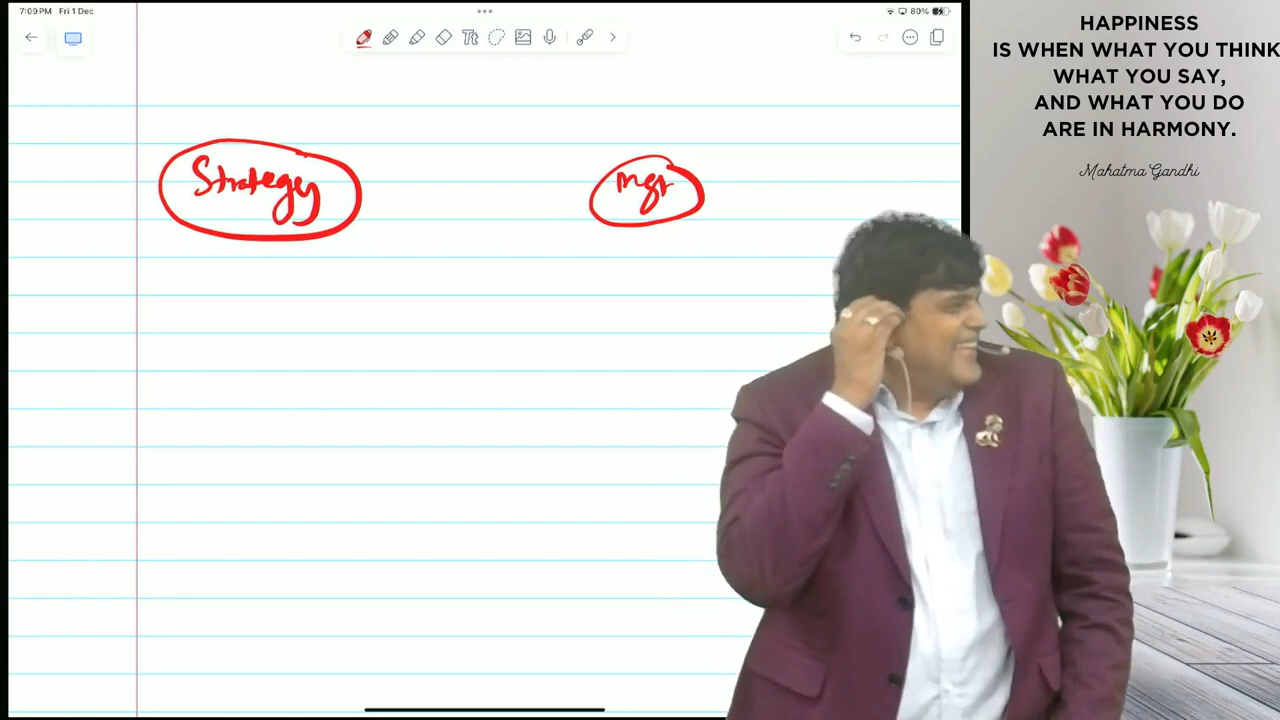 7:09 PM Fri 1 Dec
80%
Tt
Strategy
mgt
HAPPINESS
IS WHEN WHAT YOU THINK
WHAT YOU SAY,
AND WHAT YOU DO
ARE IN HARMONY.
Mahatma Gandhi